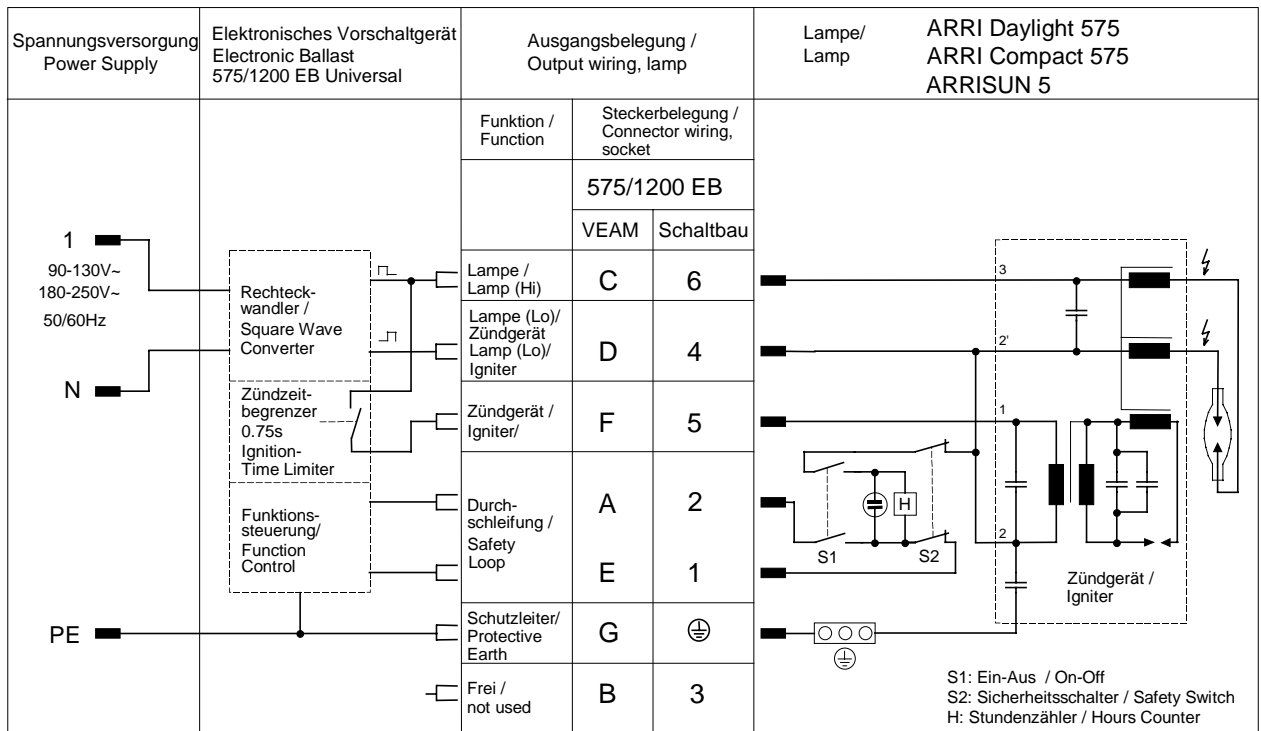 Spannungsversorgung
Power Supply
Elektronisches Vorschaltgerät
Electronic Ballast
575/1200 EB Universal
Ausgangsbelegung /
Output wiring, lamp
Lampe/
Lamp
ARRI Daylight 575
ARRI Compact 575
ARRISUN 5
Funktion /
Function
Steckerbelegung /
Connector wiring,
socket
575/1200 EB
VEAM
Schaltbau
1
90-130V~
180-250V~
50/60Hz
N
PE
Rechteck-
wandler /
Square Wave
Converter
Zündzeit-
begrenzer
0.75s
Ignition-
Time Limiter
Funktions-
steuerung/
Function
Control
Lampe /
Lamp (Hi)
C
6
Lampe (Lo)/
Zündgerät
Lamp (Lo)/
Igniter
D
4
Zündgerät /
Igniter/
F
5
Durch-
schleifung /
Safety
Loop
A
2
E
1
Schutzleiter/
Protective
Earth
G
Frei /
not used
B
3
3
2'
1
2
H
S1
S2
Zündgerät /
Igniter
S1: Ein-Aus / On-Off
S2: Sicherheitsschalter / Safety Switch
H: Stundenzähler / Hours Counter